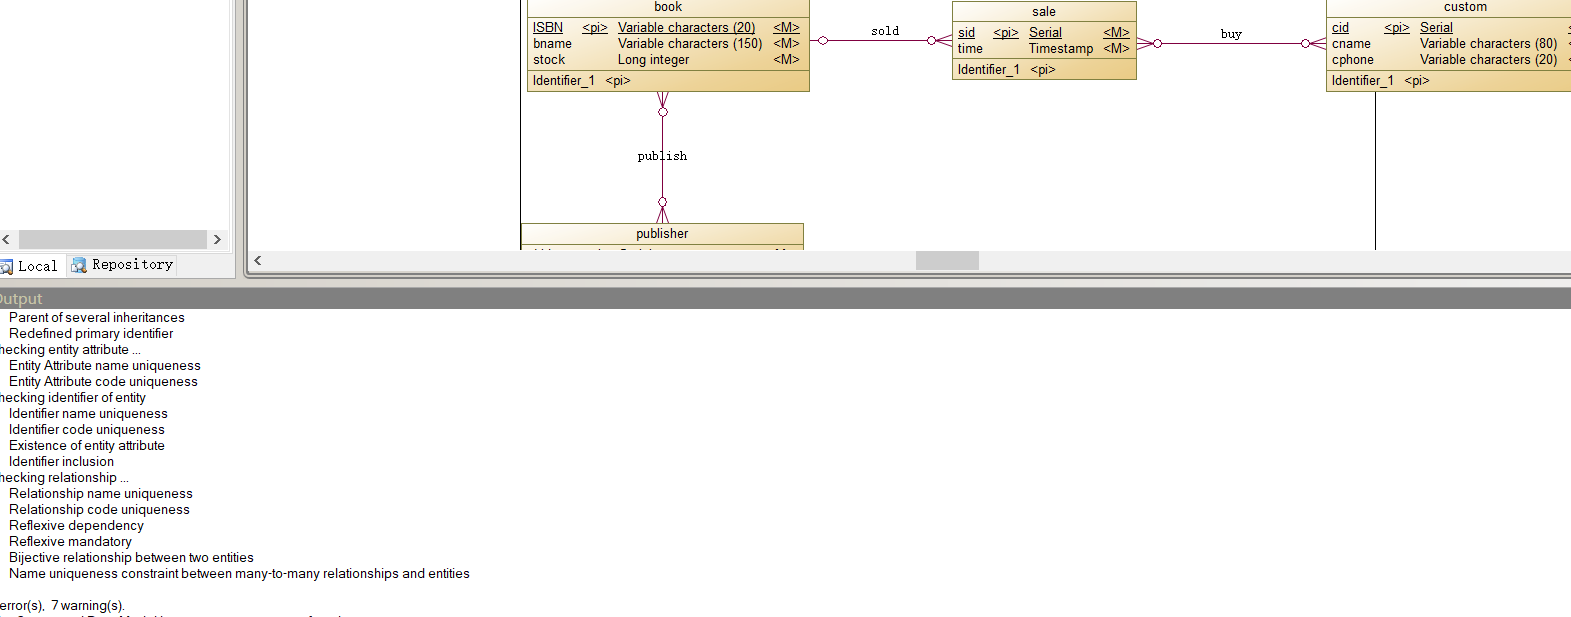 book
ISBN <pi> Variable characters (20) <M>
bname Variable characters (150) <M>
stock Long integer <M>
Identifier_1 <pi>
sold
sale
sid <pi> Serial <M>
time Timestamp <M>
Identifier_1 <pi>
buy
custom
cid <pi> Serial
cname Variable characters (80)
cphone Variable characters (20)
Identifier_1 <pi>
publish
publisher
Local Repository
Output
Parent of several inheritances
Redefined primary identifier
hecking entity attribute ...
Entity Attribute name uniqueness
Entity Attribute code uniqueness
hecking identifier of entity
Identifier name uniqueness
Identifier code uniqueness
Existence of entity attribute
Identifier inclusion
hecking relationship ...
Relationship name uniqueness
Relationship code uniqueness
Reflexive dependency
Reflexive mandatory
Bijective relationship between two entities
Name uniqueness constraint between many-to-many relationships and entities
error(s), 7 warning(s).